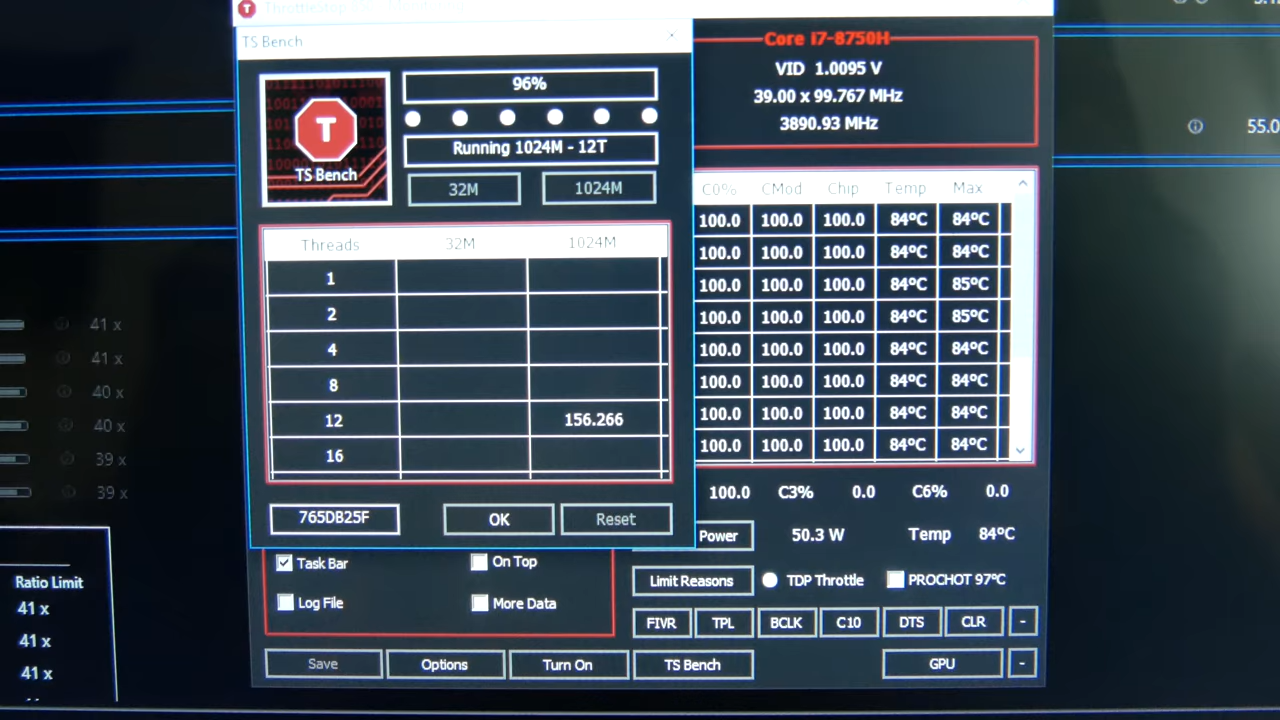 ThrottleStop
TS Bench
TS Bench
96%
Running 1024M - 12T
32M 1024M
Threads 32M 1024M
1
2
4
8
12 156.266
16
765DB25F OK Reset
Core i7-8750H
VID 1.0095 V
39.00 x 99.767 MHz
3890.93 MHz
C0% CMod Chip Temp Max
100.0 100.0 100.0 84°C 84°C
100.0 100.0 100.0 84°C 84°C
100.0 100.0 100.0 84°C 85°C
100.0 100.0 100.0 84°C 85°C
100.0 100.0 100.0 84°C 84°C
100.0 100.0 100.0 84°C 84°C
100.0 100.0 100.0 84°C 84°C
100.0 100.0 100.0 84°C 84°C
100.0 C3% 0.0 C6% 0.0
Power 50.3 W Temp 84°C
Limit Reasons TDP Throttle PROCHOT 97°C
FIVR TPL BCLK C10 DTS CLR -
Task Bar On Top
Log File More Data
Save Options Turn On TS Bench GPU -
41 x
41 x
40 x
40 x
39 x
39 x
Ratio Limit
41 x
41 x
41 x
55.0